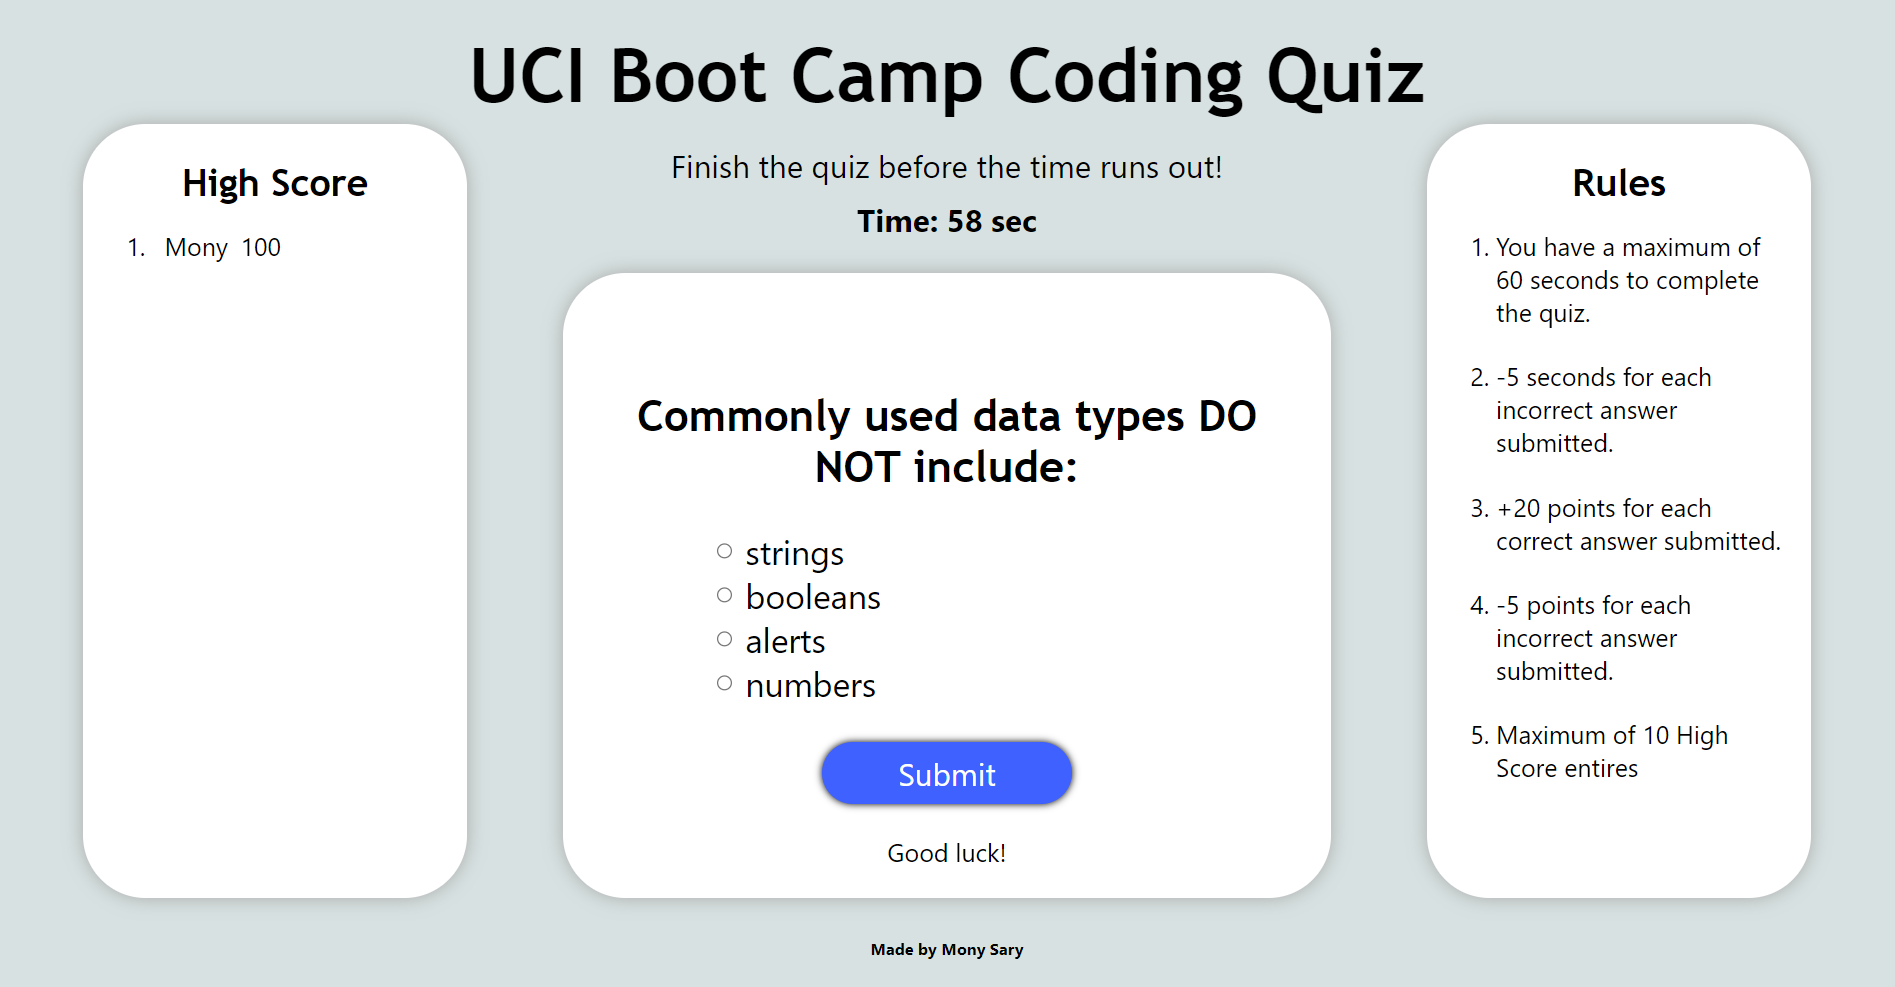 UCI Boot Camp Coding Quiz
Finish the quiz before the time runs out!
Time: 58 sec
High Score
1. Mony 100
Commonly used data types DO
NOT include:
strings
booleans
alerts
numbers
Submit
Good luck!
Rules
1. You have a maximum of
60 seconds to complete
the quiz.
2. -5 seconds for each
incorrect answer
submitted.
3. +20 points for each
correct answer submitted.
4. -5 points for each
incorrect answer
submitted.
5. Maximum of 10 High
Score entires
Made by Mony Sary